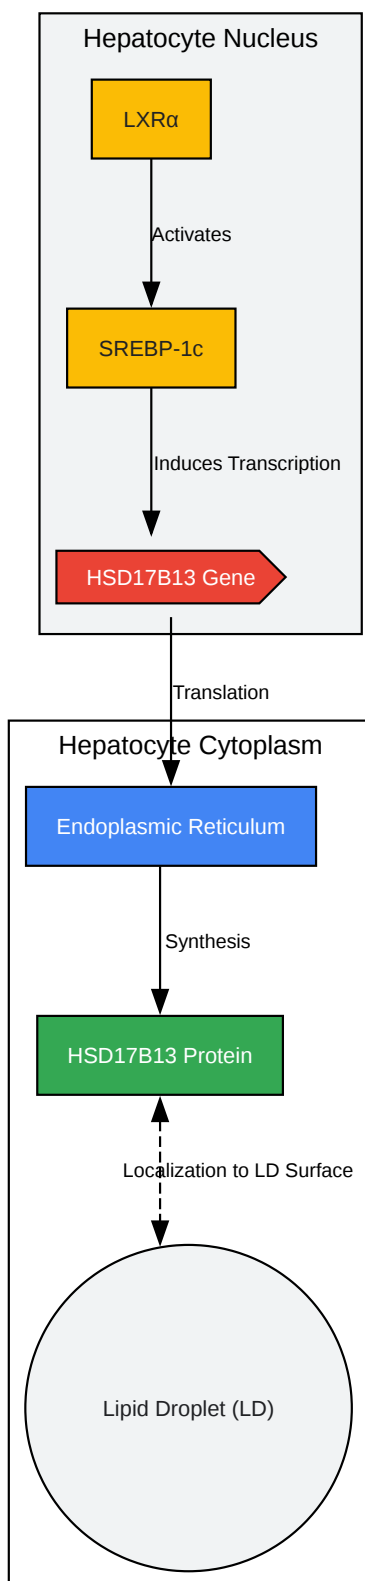 Hepatocyte Nucleus
LXRα
Activates
SREBP-1c
Induces Transcription
HSD17B13 Gene
Translation
Hepatocyte Cytoplasm
Endoplasmic Reticulum
Synthesis
HSD17B13 Protein
Localization to LD Surface
Lipid Droplet (LD)